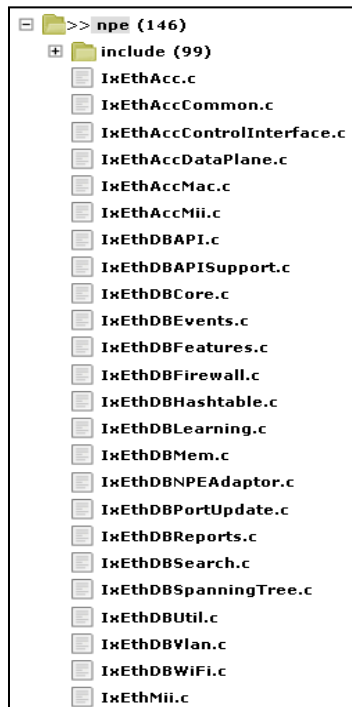 >> npe (146)
include (99)
IxEthAcc.c
IxEthAccCommon.c
IxEthAccControlInterface.c
IxEthAccDataPlane.c
IxEthAccMac.c
IxEthAccMii.c
IxEthDBAPI.c
IxEthDBAPISupport.c
IxEthDBCore.c
IxEthDBEvents.c
IxEthDBFeatures.c
IxEthDBFirewall.c
IxEthDBHashtable.c
IxEthDBLearning.c
IxEthDBMem.c
IxEthDBNPEAdaptor.c
IxEthDBPortUpdate.c
IxEthDBReports.c
IxEthDBSearch.c
IxEthDBSpanningTree.c
IxEthDBUtil.c
IxEthDBVlan.c
IxEthDBWiFi.c
IxEthMii.c